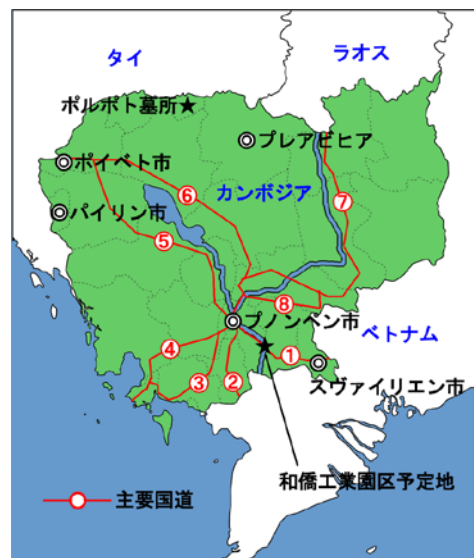 タイ
ラオス
ポルポト墓所★
◎プレアビヒア
◎ポイペト市
カンボジア
⑥
⑦
◎パイリン市
⑤
⑧
◎プノンペン市
ベトナム
④
★
①
③
②
◎
スヴァイリエン市
和僑工業園区予定地
主要国道